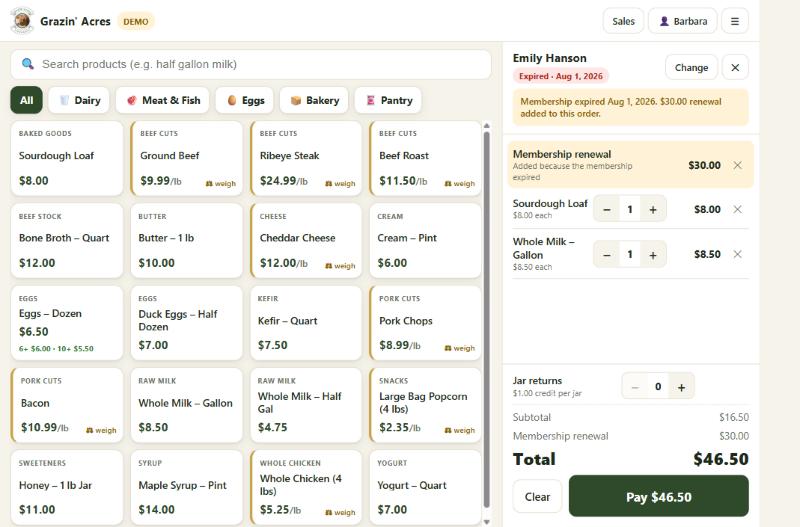 Grazin' Acres DEMO
Sales Barbara
Search products (e.g. half gallon milk)
All Dairy Meat & Fish Eggs Bakery Pantry
BAKED GOODS
Sourdough Loaf
$8.00
BEEF CUTS
Ground Beef
$9.99/lb weigh
BEEF CUTS
Ribeye Steak
$24.99/lb weigh
BEEF CUTS
Beef Roast
$11.50/lb weigh
BEEF STOCK
Bone Broth – Quart
$12.00
BUTTER
Butter – 1 lb
$10.00
CHEESE
Cheddar Cheese
$12.00/lb weigh
CREAM
Cream – Pint
$6.00
EGGS
Eggs – Dozen
$6.50
6+ $6.00 · 10+ $5.50
EGGS
Duck Eggs – Half
Dozen
$7.00
KEFIR
Kefir – Quart
$7.50
PORK CUTS
Pork Chops
$8.99/lb weigh
PORK CUTS
Bacon
$10.99/lb weigh
RAW MILK
Whole Milk – Gallon
$8.50
RAW MILK
Whole Milk – Half
Gal
$4.75
SNACKS
Large Bag Popcorn
(4 lbs)
$2.35/lb weigh
SWEETENERS
Honey – 1 lb Jar
$11.00
SYRUP
Maple Syrup – Pint
$14.00
WHOLE CHICKEN
Whole Chicken (4
lbs)
$5.25/lb weigh
YOGURT
Yogurt – Quart
$7.00
Emily Hanson
Expired · Aug 1, 2026
Change
Membership expired Aug 1, 2026. $30.00 renewal
added to this order.
Membership renewal
Added because the membership
expired
$30.00
Sourdough Loaf
$8.00 each
− 1 + $8.00
Whole Milk –
Gallon
$8.50 each
− 1 + $8.50
Jar returns
$1.00 credit per jar
− 0 +
Subtotal $16.50
Membership renewal $30.00
Total $46.50
Clear Pay $46.50